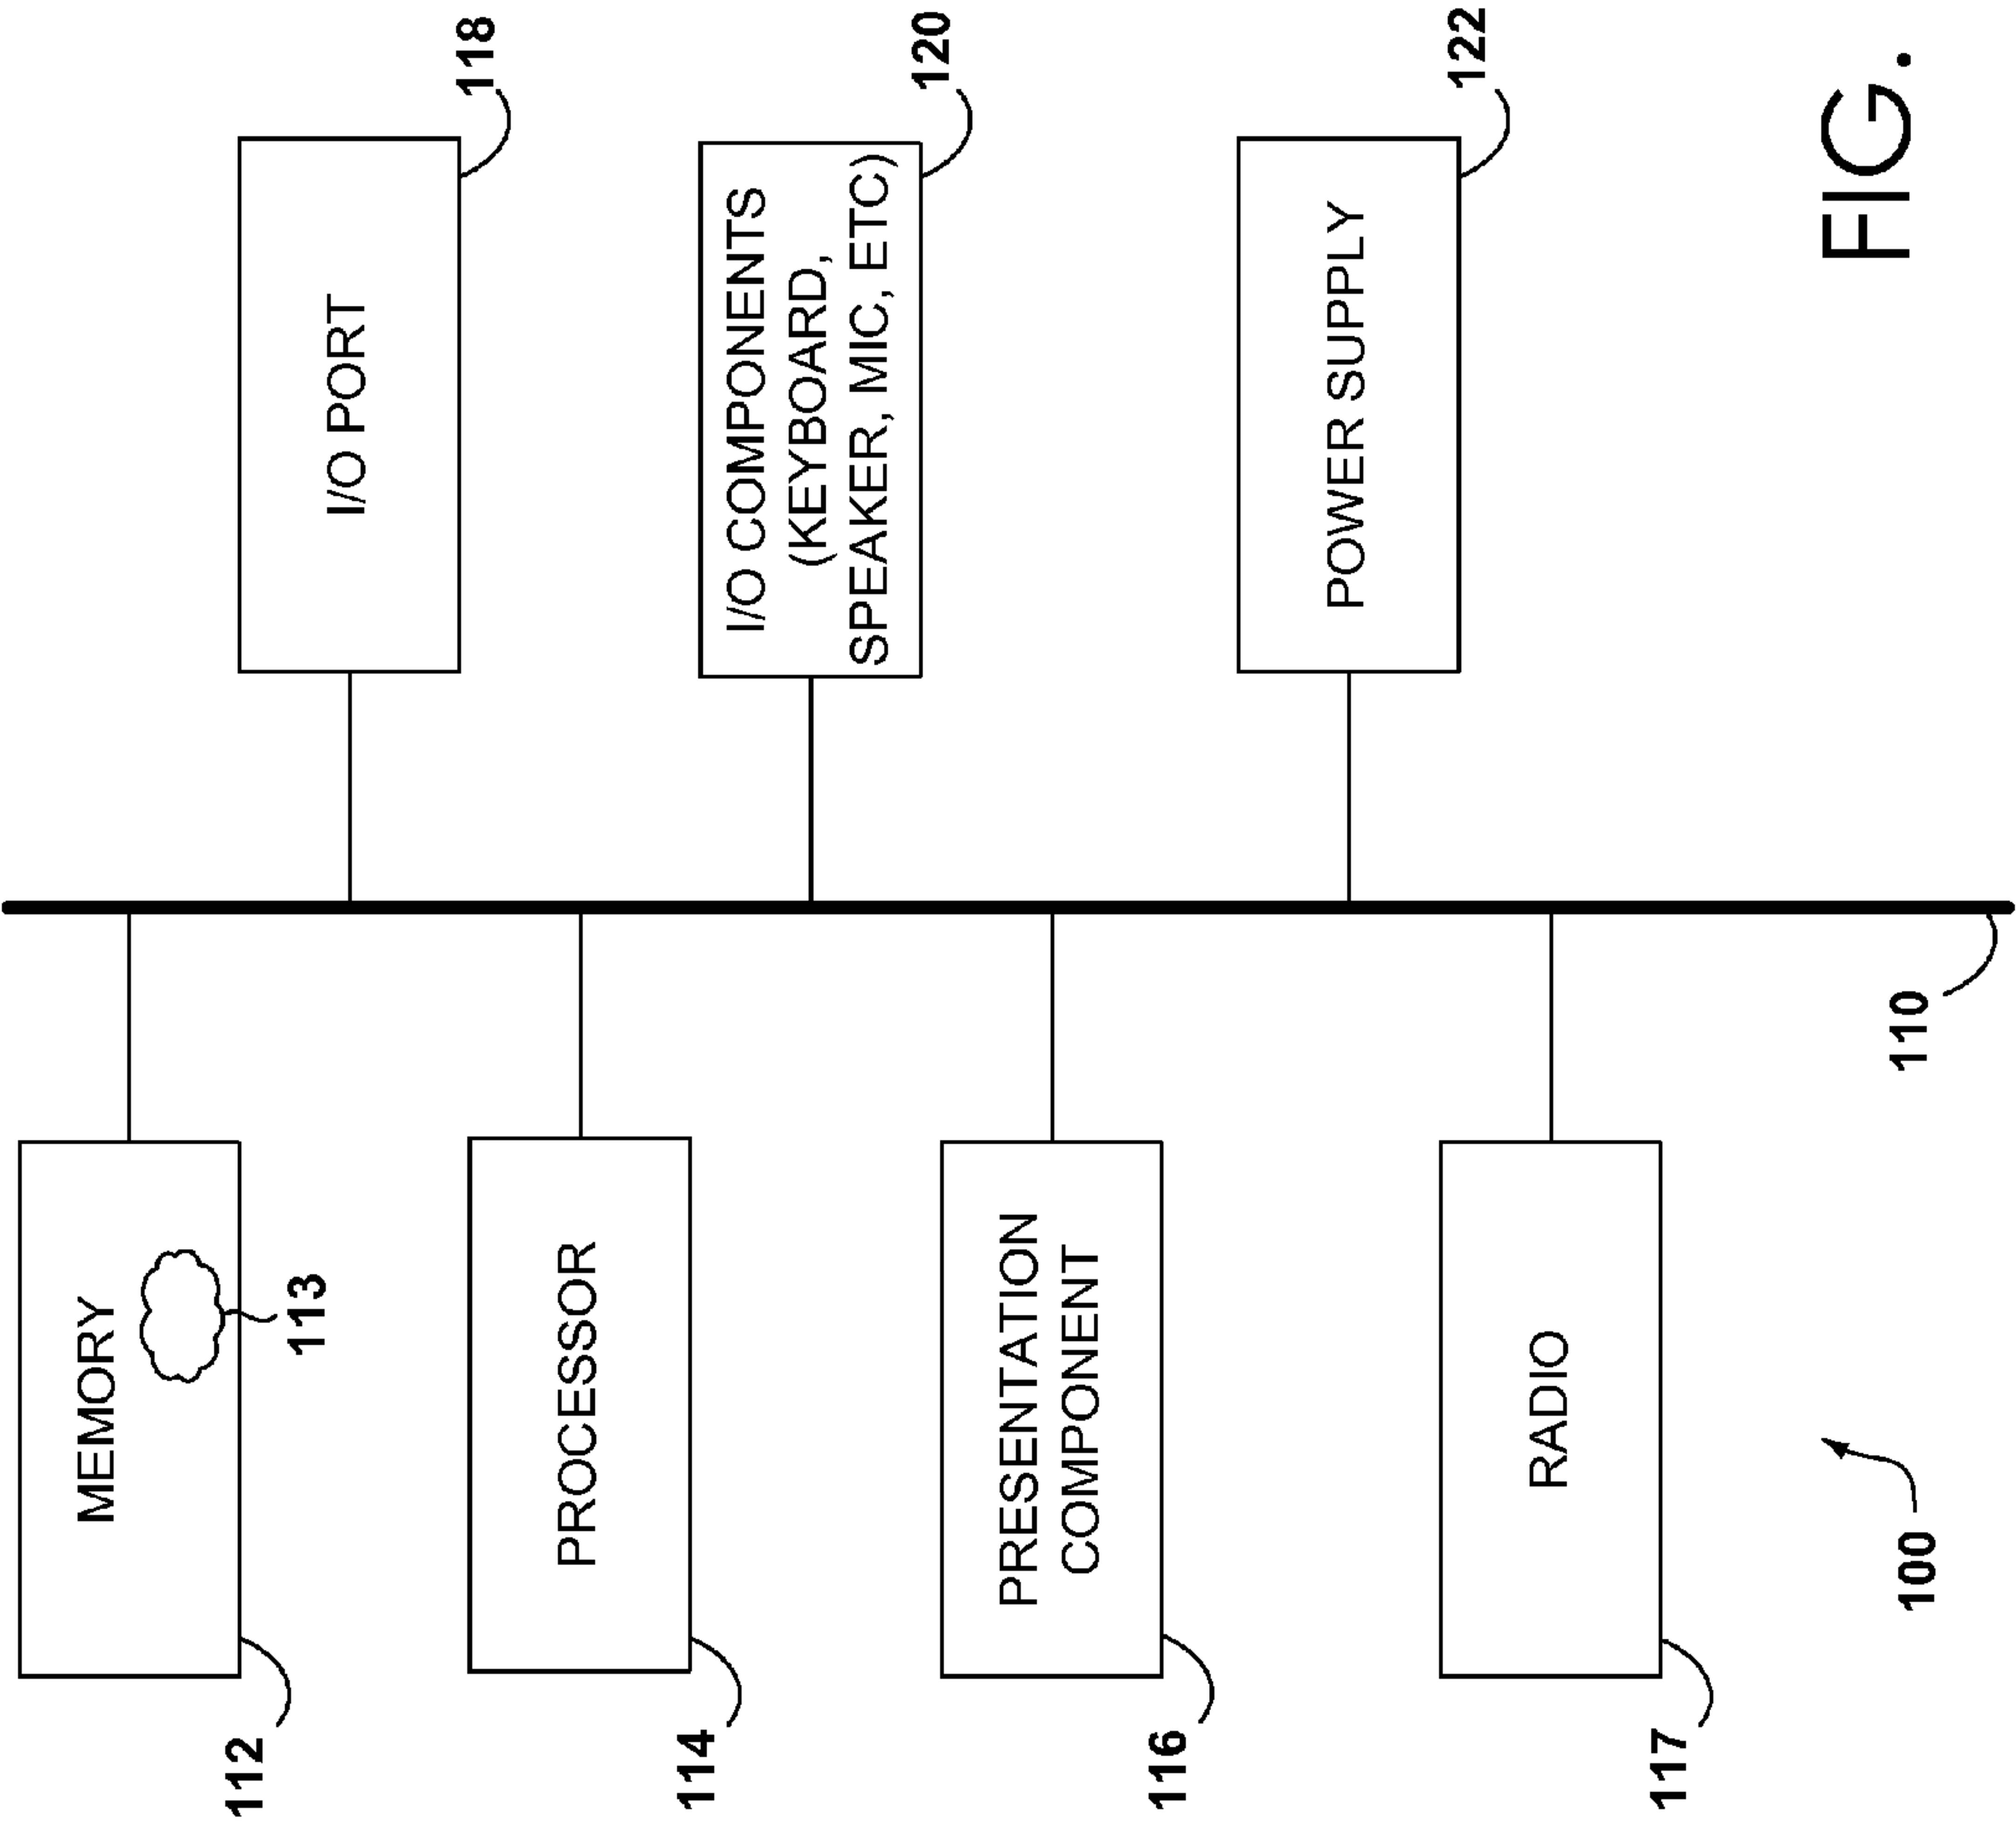 MEMORY
112
113
I/O PORT
118
PROCESSOR
114
I/O COMPONENTS
(KEYBOARD,
SPEAKER, MIC, ETC)
120
PRESENTATION
COMPONENT
116
POWER SUPPLY
122
RADIO
117
100
110
FIG.